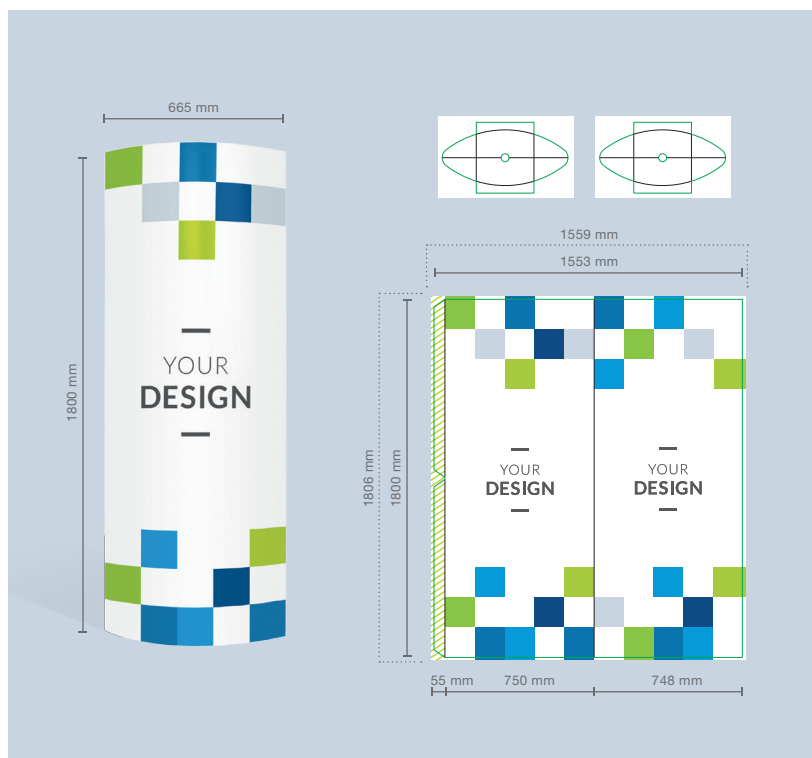 665 mm
1800 mm
YOUR
DESIGN
1559 mm
1553 mm
1806 mm
1800 mm
YOUR
DESIGN
YOUR
DESIGN
55 mm
750 mm
748 mm